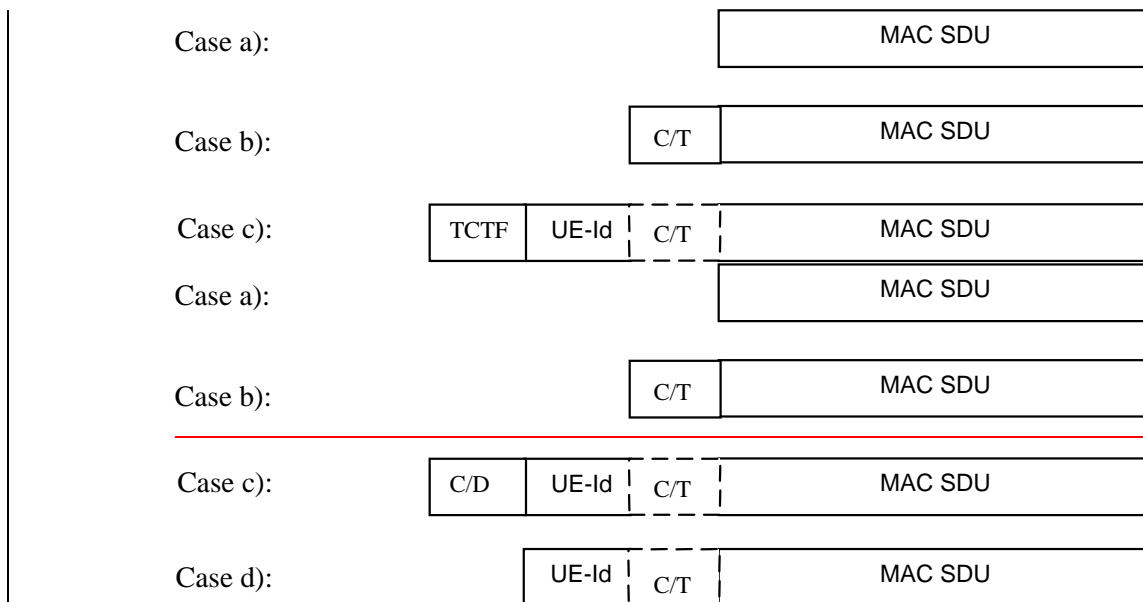 Case a): MAC SDU
Case b): C/T MAC SDU
Case c): TCTF UE-Id C/T MAC SDU
Case a): MAC SDU
Case b): C/T MAC SDU
Case c): C/D UE-Id C/T MAC SDU
Case d): UE-Id C/T MAC SDU